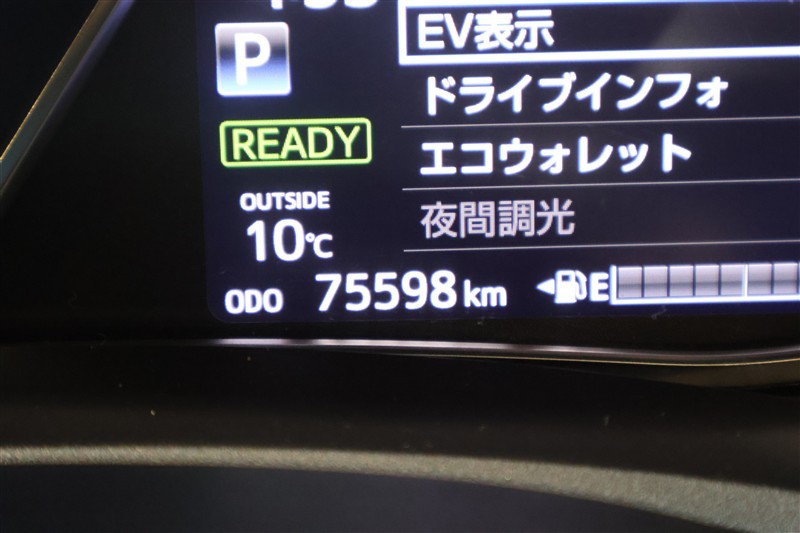 EV表示
P
ドライブインフォ
READY
エコウォレット
OUTSIDE
夜間調光
10℃
ODO 75598 km
E